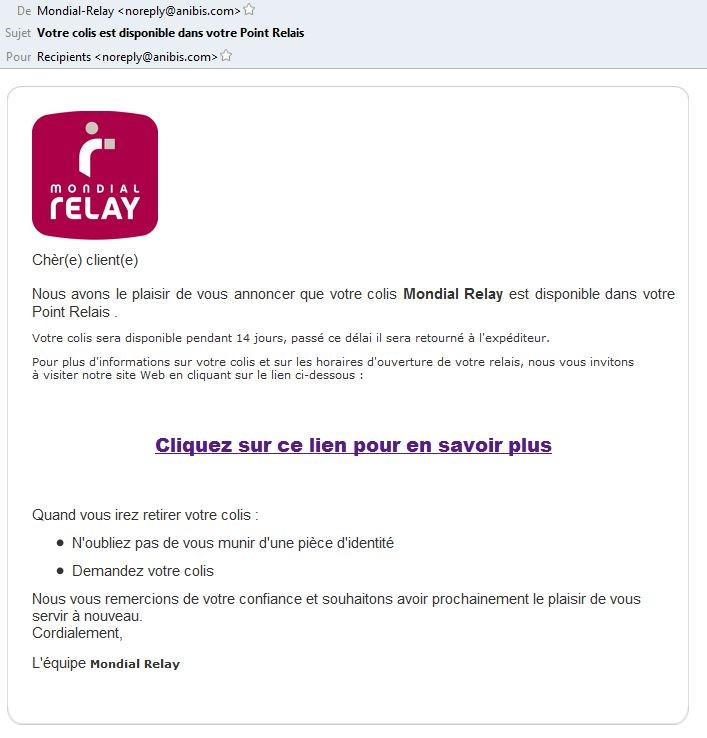 De Mondial-Relay <noreply@anibis.com>
Sujet Votre colis est disponible dans votre Point Relais
Pour Recipients <noreply@anibis.com>
MONDIAL
RELAY
Chèr(e) client(e)
Nous avons le plaisir de vous annoncer que votre colis Mondial Relay est disponible dans votre
Point Relais .
Votre colis sera disponible pendant 14 jours, passé ce délai il sera retourné à l'expéditeur.
Pour plus d'informations sur votre colis et sur les horaires d'ouverture de votre relais, nous vous invitons
à visiter notre site Web en cliquant sur le lien ci-dessous :
Cliquez sur ce lien pour en savoir plus
Quand vous irez retirer votre colis :
• N'oubliez pas de vous munir d'une pièce d'identité
• Demandez votre colis
Nous vous remercions de votre confiance et souhaitons avoir prochainement le plaisir de vous
servir à nouveau.
Cordialement,
L'équipe Mondial Relay